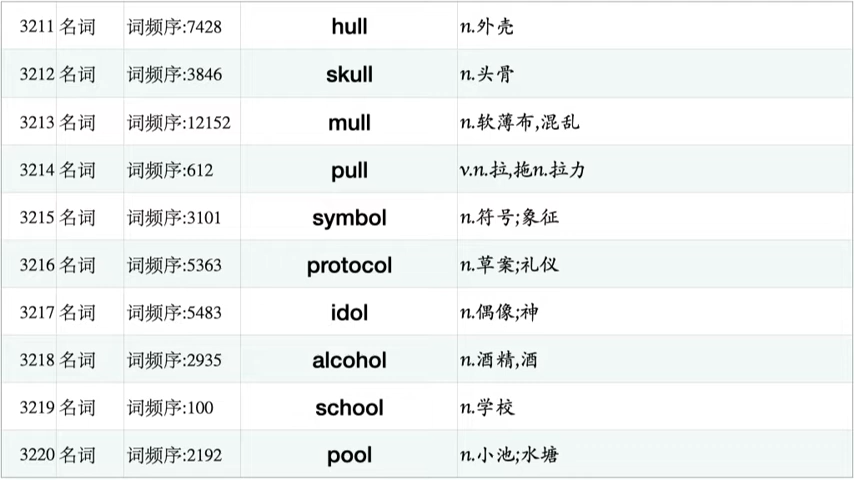 3211 名词 词频序:7428 hull n.外壳
3212 名词 词频序:3846 skull n.头骨
3213 名词 词频序:12152 mull n.软薄布,混乱
3214 名词 词频序:612 pull v.n.拉,拖n.拉力
3215 名词 词频序:3101 symbol n.符号;象征
3216 名词 词频序:5363 protocol n.草案;礼仪
3217 名词 词频序:5483 idol n.偶像;神
3218 名词 词频序:2935 alcohol n.酒精,酒
3219 名词 词频序:100 school n.学校
3220 名词 词频序:2192 pool n.小池;水塘